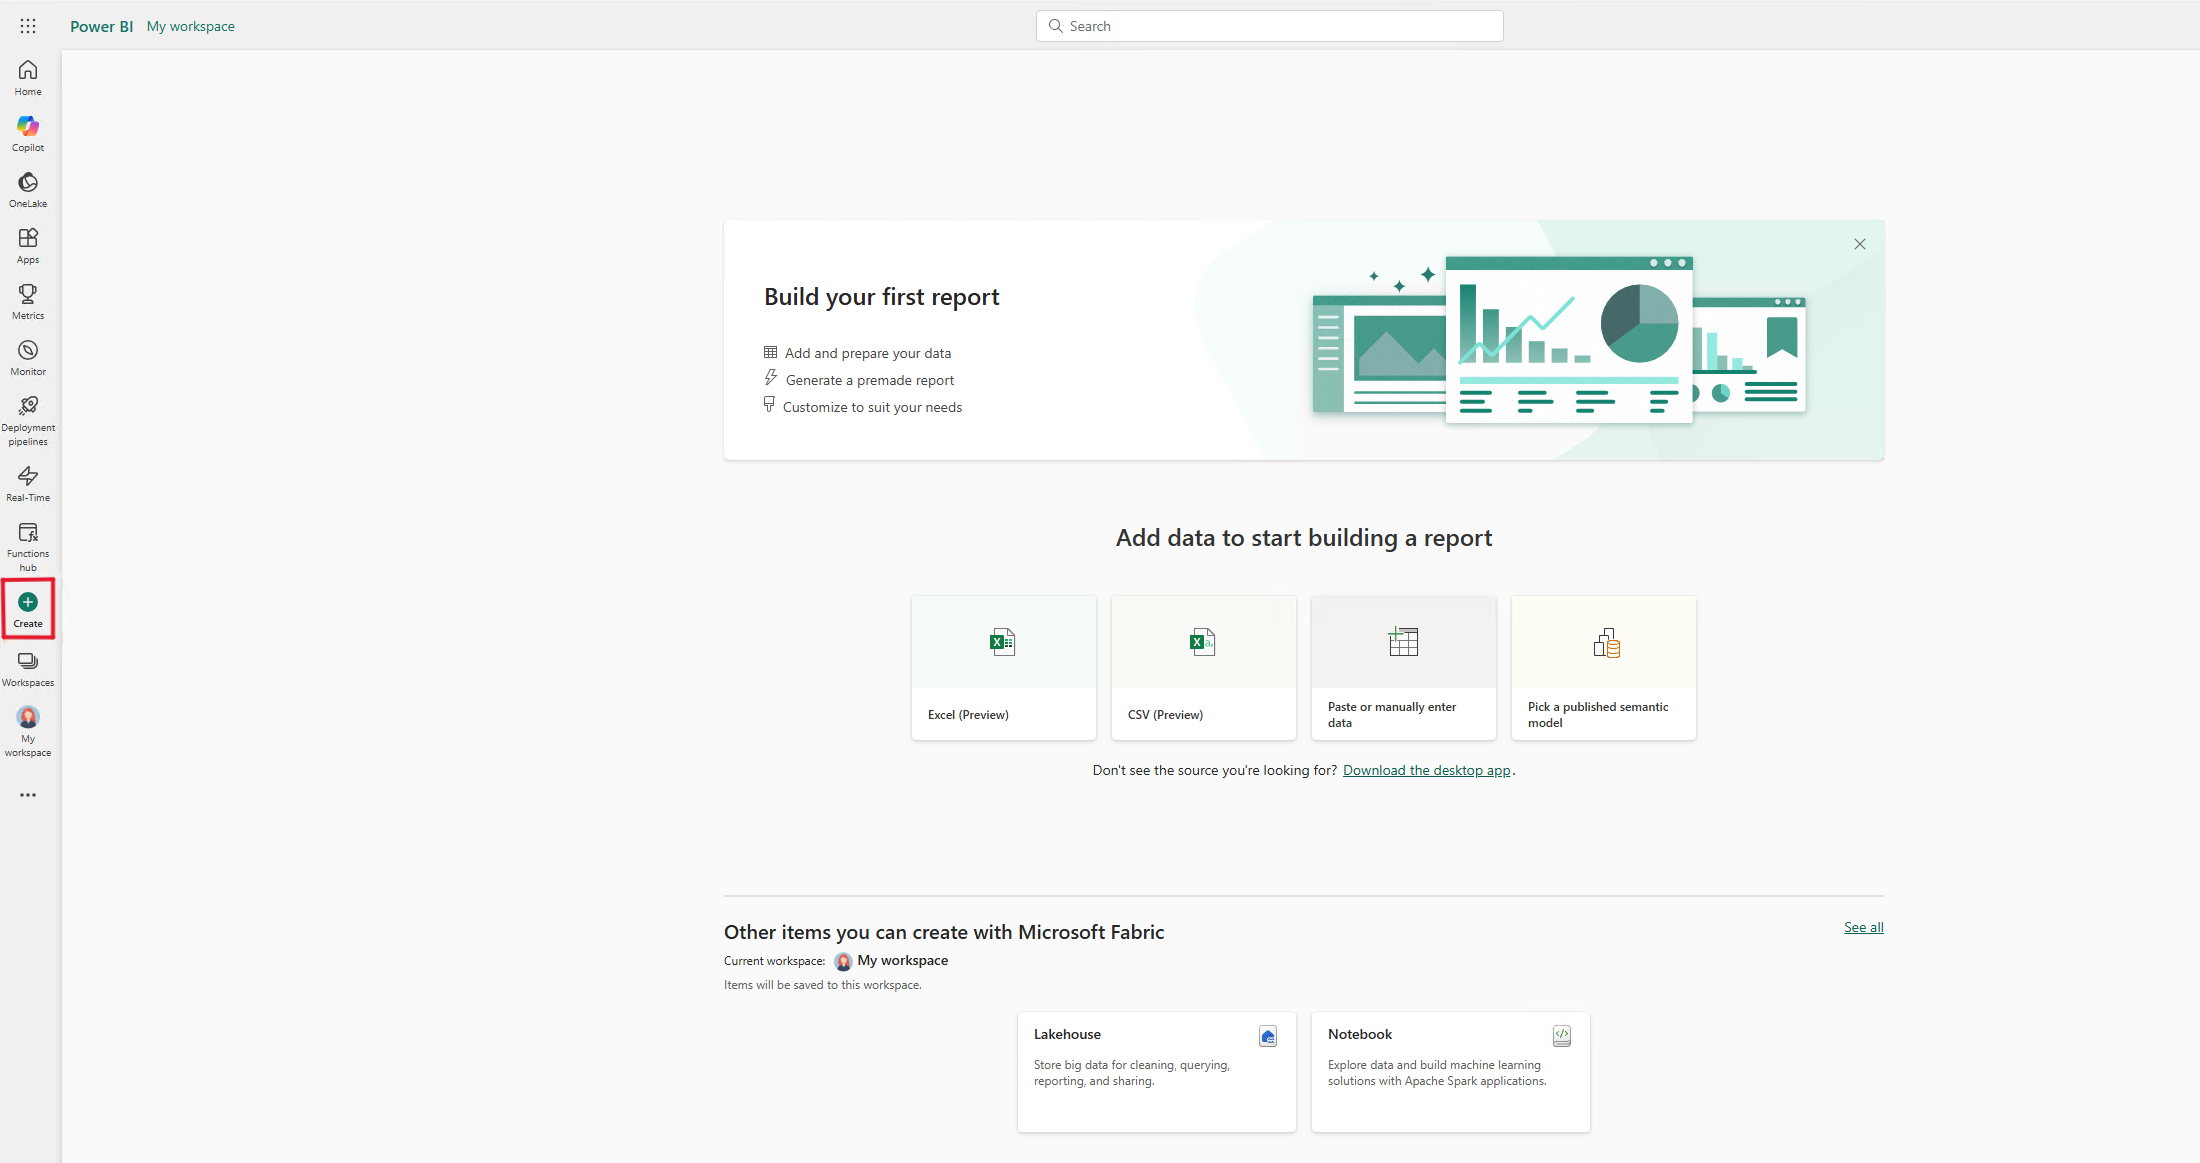 Power BI My workspace
Search
Home
Copilot
OneLake
Apps
Metrics
Monitor
Deployment
pipelines
Real-Time
Functions
hub
Create
Workspaces
My
workspace
Build your first report
Add and prepare your data
Generate a premade report
Customize to suit your needs
Add data to start building a report
Excel (Preview)
CSV (Preview)
Paste or manually enter
data
Pick a published semantic
model
Don't see the source you're looking for? Download the desktop app.
Other items you can create with Microsoft Fabric
See all
Current workspace: My workspace
Items will be saved to this workspace.
Lakehouse
Store big data for cleaning, querying,
reporting, and sharing.
Notebook
Explore data and build machine learning
solutions with Apache Spark applications.